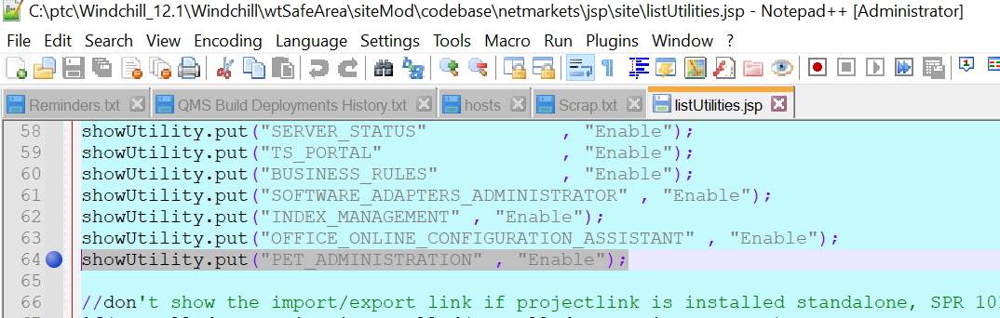 C:\ptc\Windchill_12.1\Windchill\wtSafeArea\siteMod\codebase\netmarkets\jsp\site\listUtilities.jsp - Notepad++ [Administrator]
File Edit Search View Encoding Language Settings Tools Macro Run Plugins Window ?
Reminders.txt QMS Build Deployments History.txt hosts Scrap.txt listUtilities.jsp
58 showUtility.put("SERVER_STATUS" , "Enable");
59 showUtility.put("TS_PORTAL" , "Enable");
60 showUtility.put("BUSINESS_RULES" , "Enable");
61 showUtility.put("SOFTWARE_ADAPTERS_ADMINISTRATOR" , "Enable");
62 showUtility.put("INDEX_MANAGEMENT" , "Enable");
63 showUtility.put("OFFICE_ONLINE_CONFIGURATION_ASSISTANT" , "Enable");
64 showUtility.put("PET_ADMINISTRATION" , "Enable");
65
66 //don't show the import/export link if projectlink is installed standalone, SPR